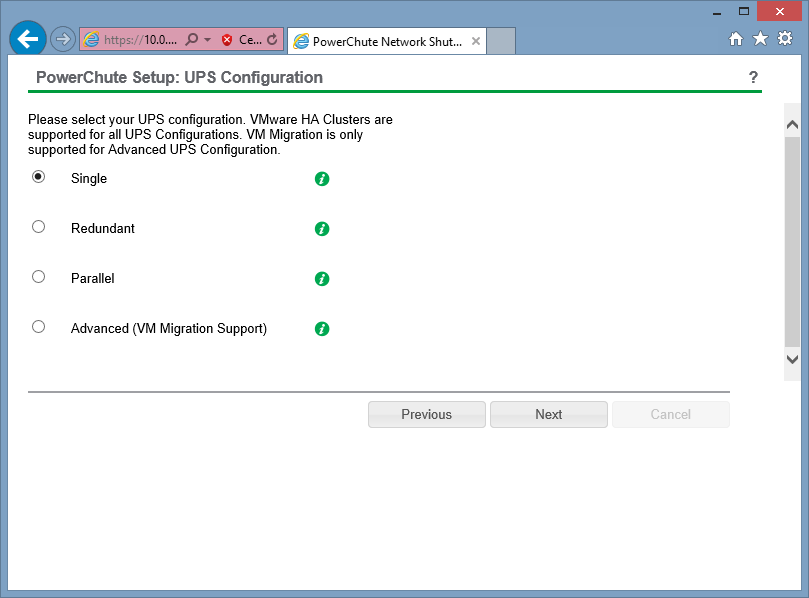 https://10.0.... Ce... PowerChute Network Shut...
PowerChute Setup: UPS Configuration ?
Please select your UPS configuration. VMware HA Clusters are
supported for all UPS Configurations. VM Migration is only
supported for Advanced UPS Configuration.
Single
Redundant
Parallel
Advanced (VM Migration Support)
Previous Next Cancel